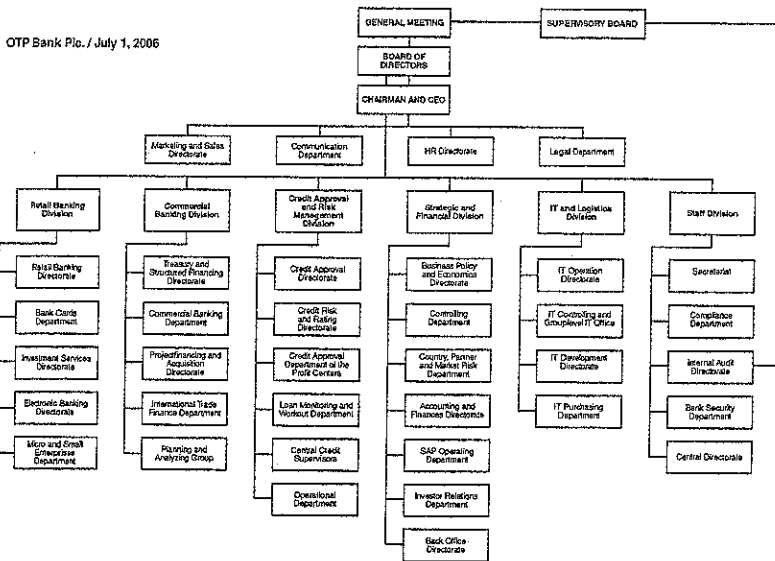 GENERAL MEETING
SUPERVISORY BOARD
OTP Bank Plc. / July 1, 2006
BOARD OF
DIRECTORS
CHAIRMAN AND CEO
Marketing and Sales
Directorate
Communication
Department
HR Directorate
Legal Department
Retail Banking
Division
Commercial
Banking Division
Credit Approval
and Risk
Management
Division
Strategic and
Financial Division
IT and Logistics
Division
Staff Division
Retail Banking
Directorate
Bank Cards
Department
Investment Services
Directorate
Electronic Banking
Directorate
Micro and Small
Enterprises
Department
Treasury and
Structured Financing
Directorate
Commercial Banking
Department
Projectfinancing and
Acquisition
Directorate
International Trade
Finance Department
Planning and
Analyzing Group
Credit Approval
Directorate
Credit Risk
and Rating
Directorate
Credit Approval
Department of the
Profit Centers
Loan Monitoring and
Workout Department
Central Credit
Supervisors
Operational
Department
Business Policy
and Economics
Directorate
Controlling
Department
Country, Partner
and Market Risk
Department
Accounting and
Finances Directorate
SAP Operating
Department
Investor Relations
Department
Back Office
Directorate
IT Operation
Directorate
IT Controlling and
Grouplevel IT Office
IT Development
Directorate
IT Purchasing
Department
Secretariat
Compliance
Department
Internal Audit
Directorate
Bank Security
Department
Central Directorate